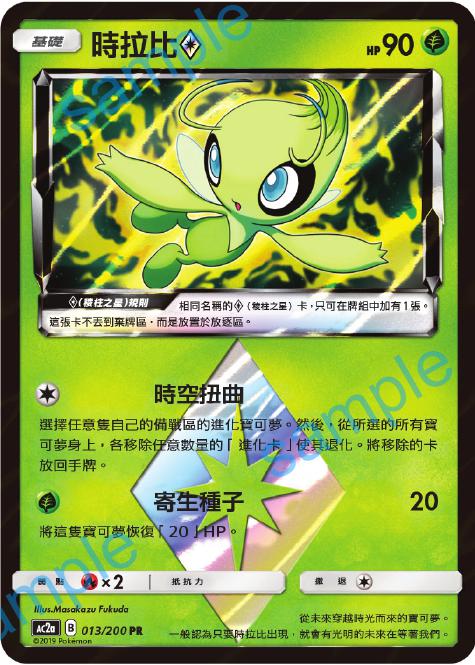 基礎 時拉比◇ HP 90
◇(稜柱之星)規則 相同名稱的◇(稜柱之星)卡,只可在牌組中加有1張。
這張卡不丟到棄牌區,而是放置於放逐區。
時空扭曲
選擇任意隻自己的備戰區的進化寶可夢。然後,從所選的所有寶
可夢身上,各移除任意數量的「進化卡」使其退化。將移除的卡
放回手牌。
寄生種子 20
將這隻寶可夢恢復「20」HP。
弱點 ×2 抵抗力 撤退
Illus.Masakazu Fukuda
AC2a B 013/200 PR
©2019 Pokémon
從未來穿越時光而來的寶可夢。
一般認為只要時拉比出現,就會有光明的未來在等著我們。
sample
sample
sample